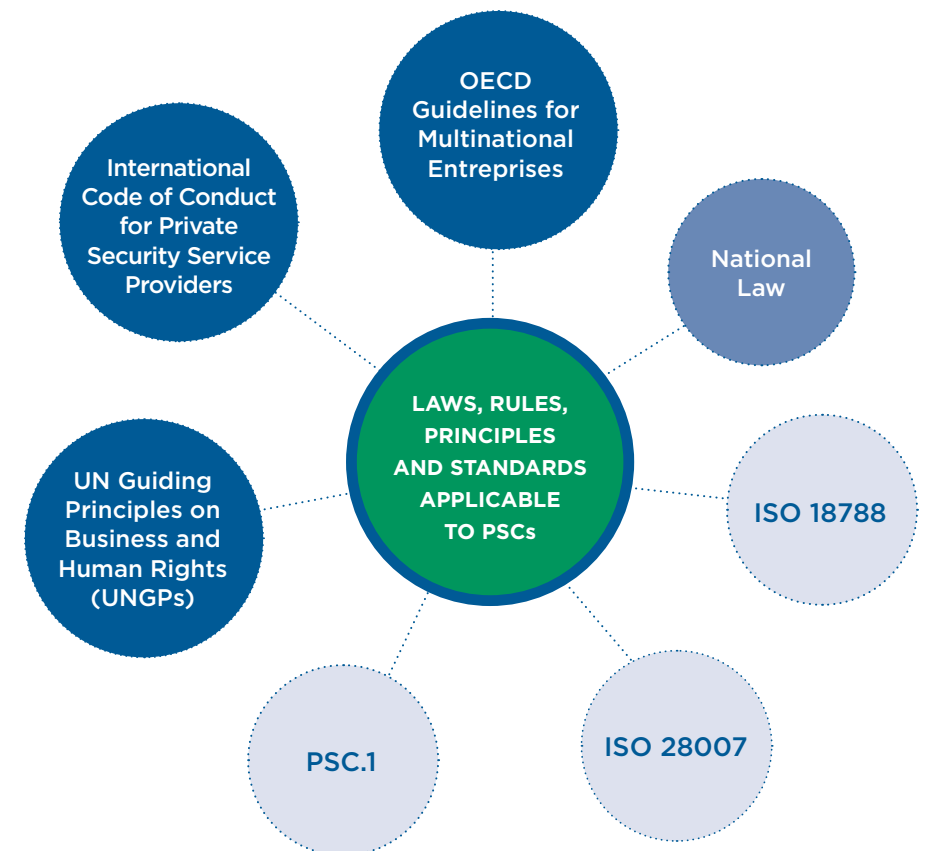 OECD
Guidelines for
Multinational
Entreprises
International
Code of Conduct
for Private
Security Service
Providers
National
Law
LAWS, RULES,
PRINCIPLES
AND STANDARDS
APPLICABLE
TO PSCs
UN Guiding
Principles on
Business and
Human Rights
(UNGPs)
ISO 18788
PSC.1
ISO 28007